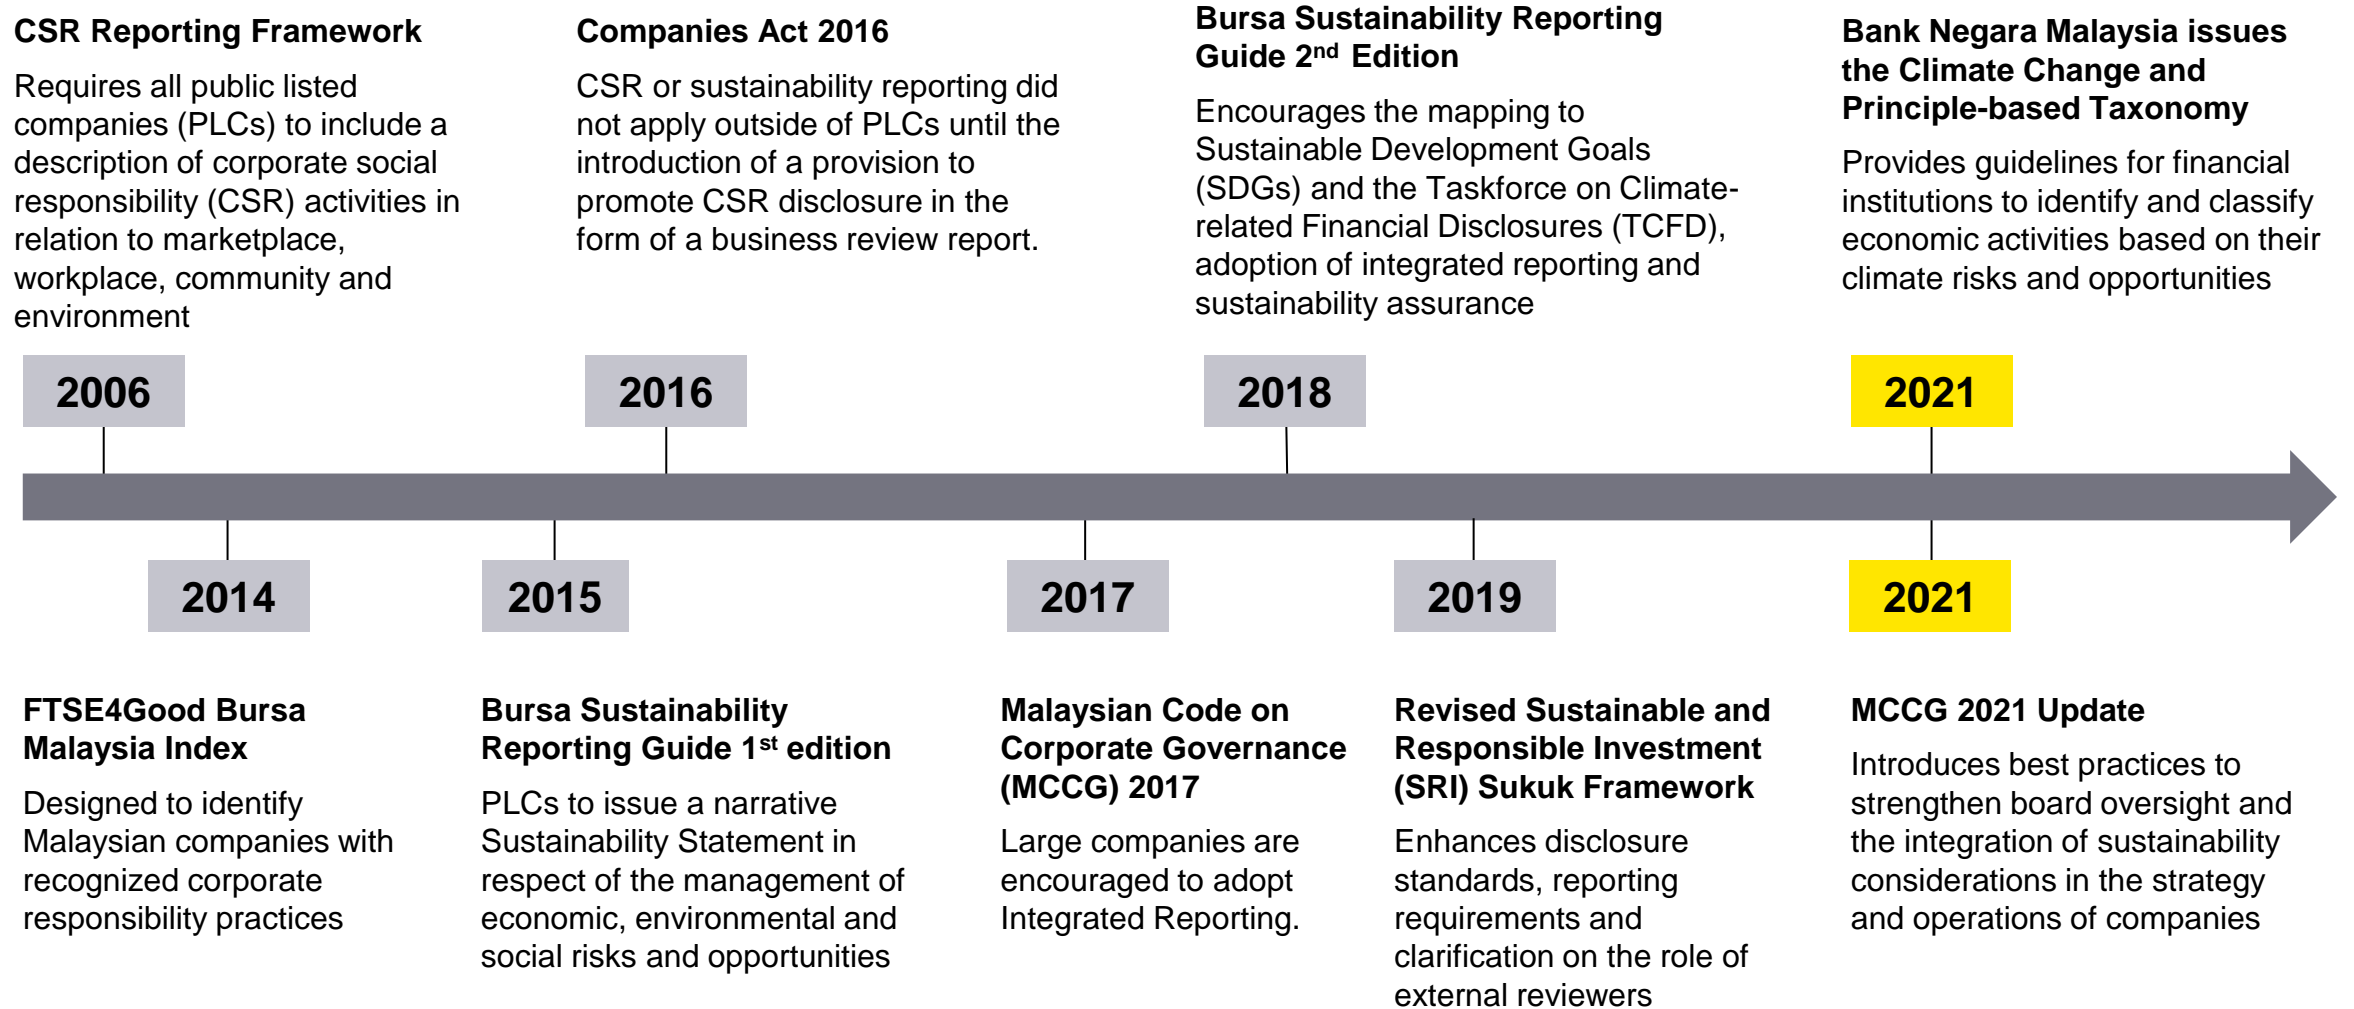 CSR Reporting Framework
Requires all public listed
companies (PLCs) to include a
description of corporate social
responsibility (CSR) activities in
relation to marketplace,
workplace, community and
environment
Companies Act 2016
CSR or sustainability reporting did
not apply outside of PLCs until the
introduction of a provision to
promote CSR disclosure in the
form of a business review report.
Bursa Sustainability Reporting
Guide 2nd Edition
Encourages the mapping to
Sustainable Development Goals
(SDGs) and the Taskforce on Climate-
related Financial Disclosures (TCFD),
adoption of integrated reporting and
sustainability assurance
Bank Negara Malaysia issues
the Climate Change and
Principle-based Taxonomy
Provides guidelines for financial
institutions to identify and classify
economic activities based on their
climate risks and opportunities
2006
2016
2018
2021
2014
2015
2017
2019
2021
FTSE4Good Bursa
Malaysia Index
Designed to identify
Malaysian companies with
recognized corporate
responsibility practices
Bursa Sustainability
Reporting Guide 1st edition
PLCs to issue a narrative
Sustainability Statement in
respect of the management of
economic, environmental and
social risks and opportunities
Malaysian Code on
Corporate Governance
(MCCG) 2017
Large companies are
encouraged to adopt
Integrated Reporting.
Revised Sustainable and
Responsible Investment
(SRI) Sukuk Framework
Enhances disclosure
standards, reporting
requirements and
clarification on the role of
external reviewers
MCCG 2021 Update
Introduces best practices to
strengthen board oversight and
the integration of sustainability
considerations in the strategy
and operations of companies